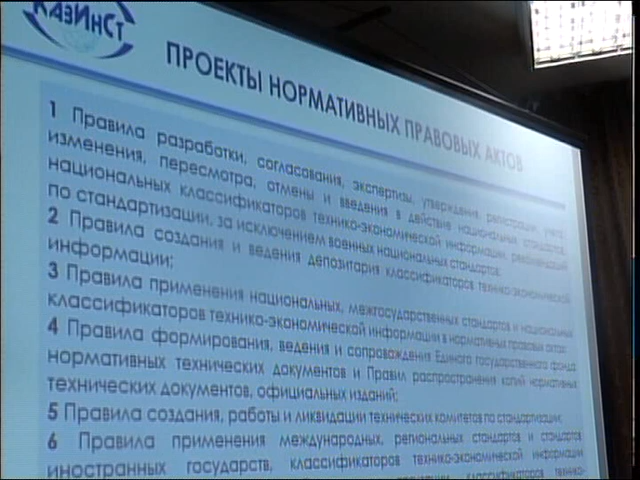 КАЗИНСТ
ПРОЕКТЫ НОРМАТИВНЫХ ПРАВОВЫХ АКТОВ
1 Правила разработки, согласования, экспертизы, утверждения, регистрации, учета,
изменения, пересмотра, отмены и введения в действие национальных стандартов,
национальных классификаторов технико-экономической информации, рекомендаций
по стандартизации, за исключением военных национальных стандартов;
2 Правила создания и ведения депозитария классификаторов технико-экономической
информации;
3 Правила применения национальных, межгосударственных стандартов и национальных
классификаторов технико-экономической информации в нормативных правовых актах;
4 Правила формирования, ведения и сопровождения Единого государственного фонда
нормативных технических документов и Правил распространения копий нормативных
технических документов, официальных изданий;
5 Правила создания, работы и ликвидации технических комитетов по стандартизации;
6 Правила применения международных, региональных стандартов и стандартов
иностранных государств, классификаторов технико-экономической информации
классификаторов технико-